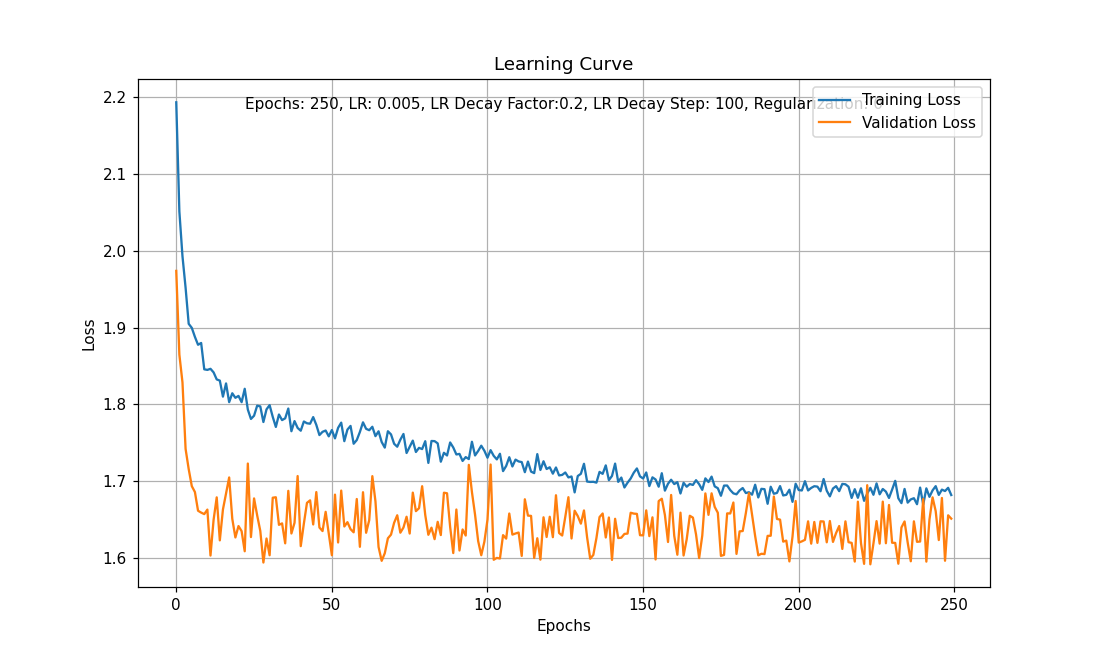 Learning Curve
Epochs: 250, LR: 0.005, LR Decay Factor:0.2, LR Decay Step: 100, Regularization: 0
Training Loss
Validation Loss
2.2
2.1
2.0
1.9
1.8
1.7
1.6
Loss
0 50 100 150 200 250
Epochs